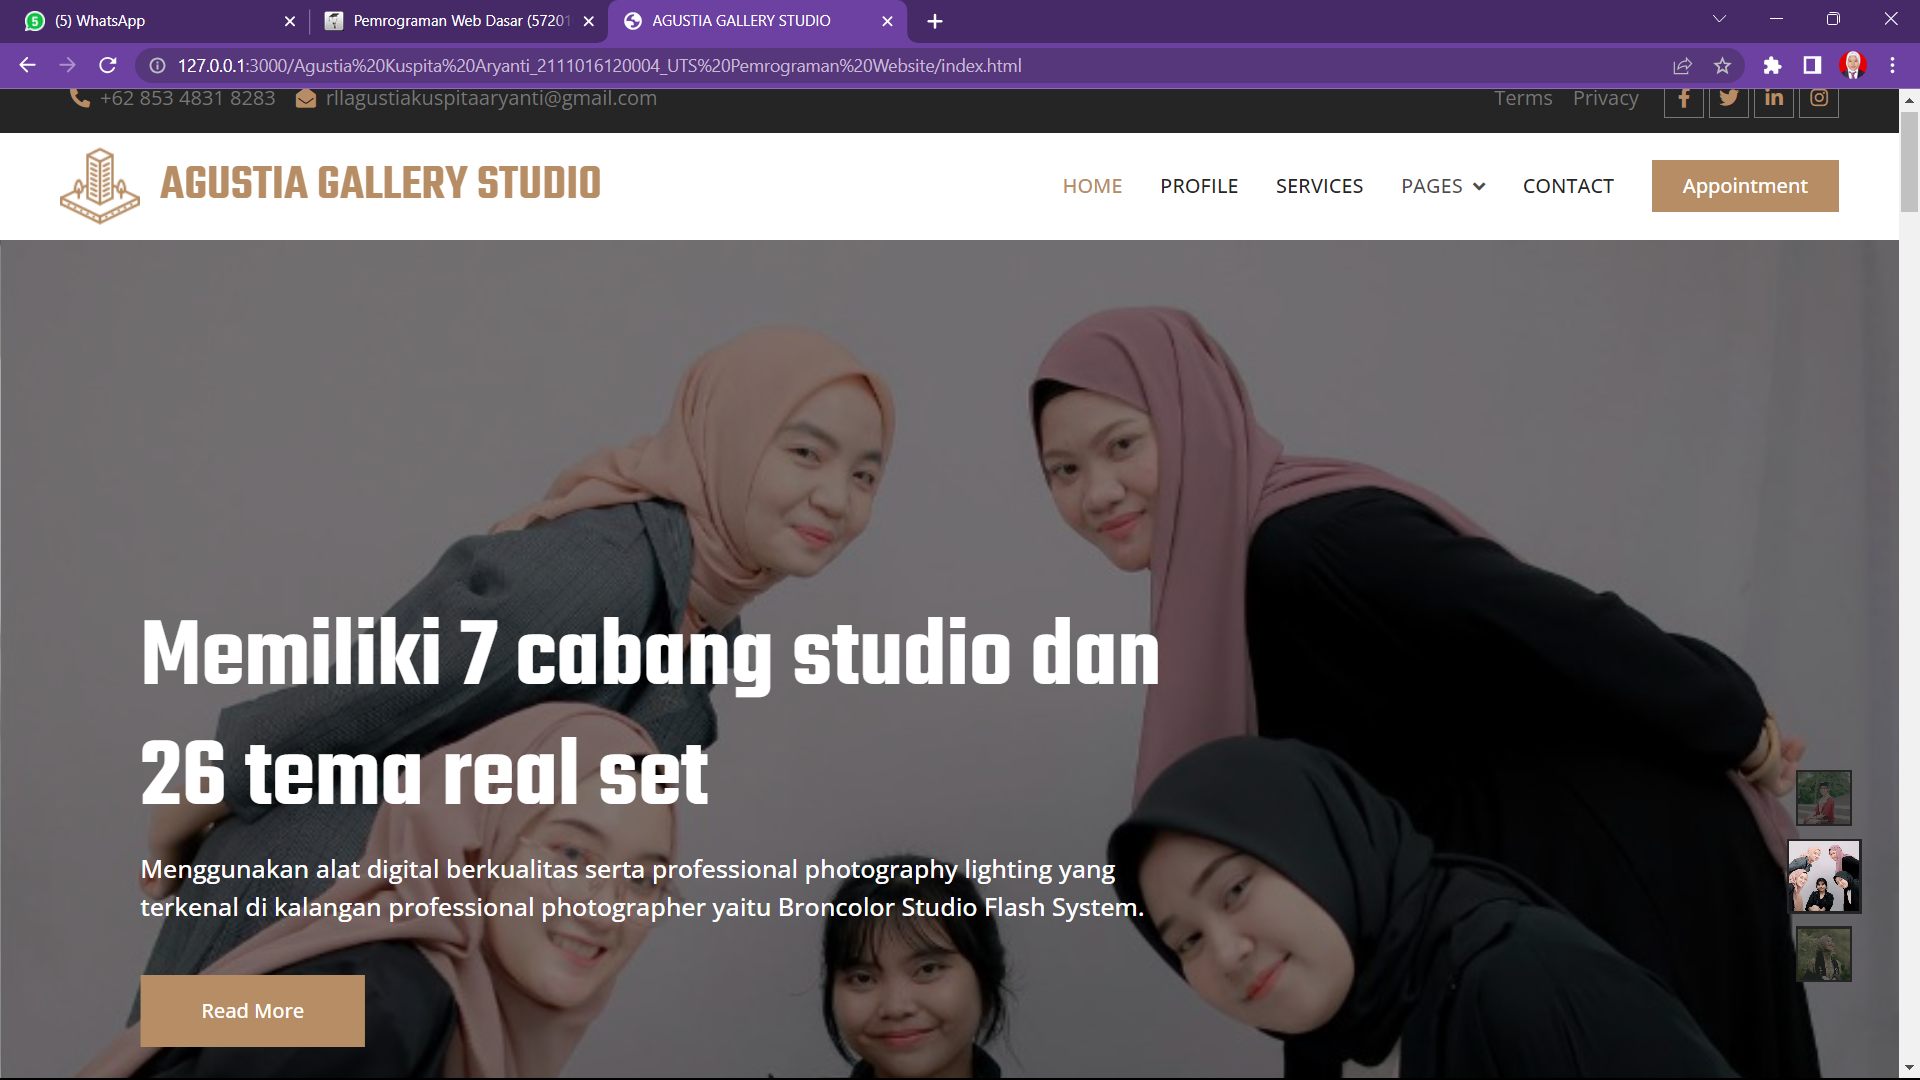 (5) WhatsApp
Pemrograman Web Dasar (57201
AGUSTIA GALLERY STUDIO
127.0.0.1:3000/Agustia%20Kuspita%20Aryanti_2111016120004_UTS%20Pemrograman%20Website/index.html
+62 853 4831 8283
rllagustiakuspitaaryanti@gmail.com
Terms
Privacy
AGUSTIA GALLERY STUDIO
HOME
PROFILE
SERVICES
PAGES
CONTACT
Appointment
Memiliki 7 cabang studio dan
26 tema real set
Menggunakan alat digital berkualitas serta professional photography lighting yang
terkenal di kalangan professional photographer yaitu Broncolor Studio Flash System.
Read More